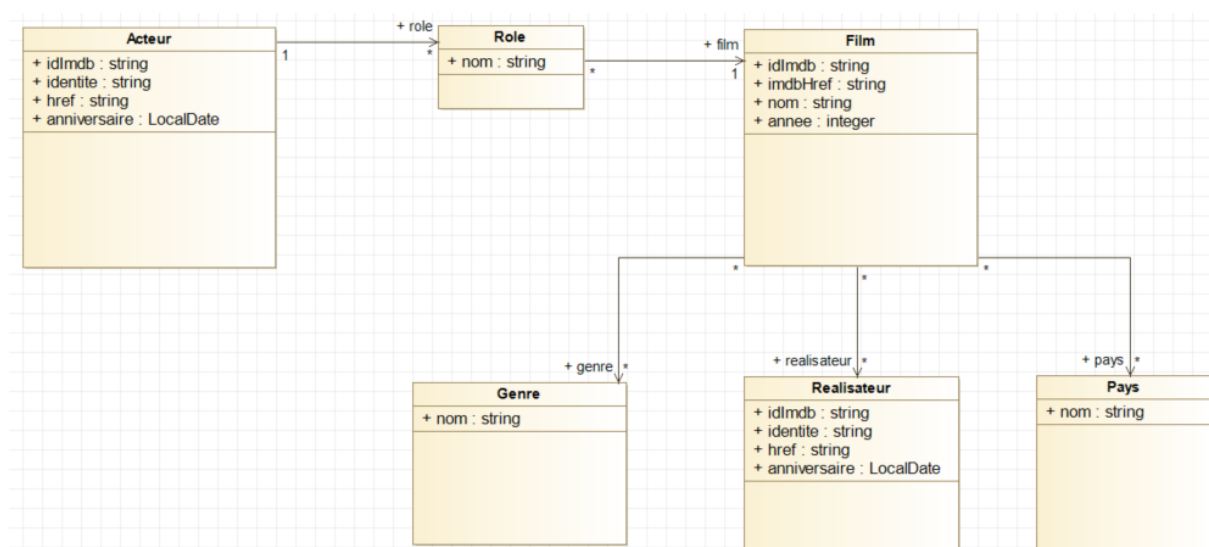 Acteur
+ idImdb : string
+ identite : string
+ href : string
+ anniversaire : LocalDate
1
+ role
*
Role
+ nom : string
*
+ film
1
Film
+ idImdb : string
+ imdbHref : string
+ nom : string
+ annee : integer
*
*
*
+ genre *
+ realisateur *
+ pays *
Genre
+ nom : string
Realisateur
+ idImdb : string
+ identite : string
+ href : string
+ anniversaire : LocalDate
Pays
+ nom : string